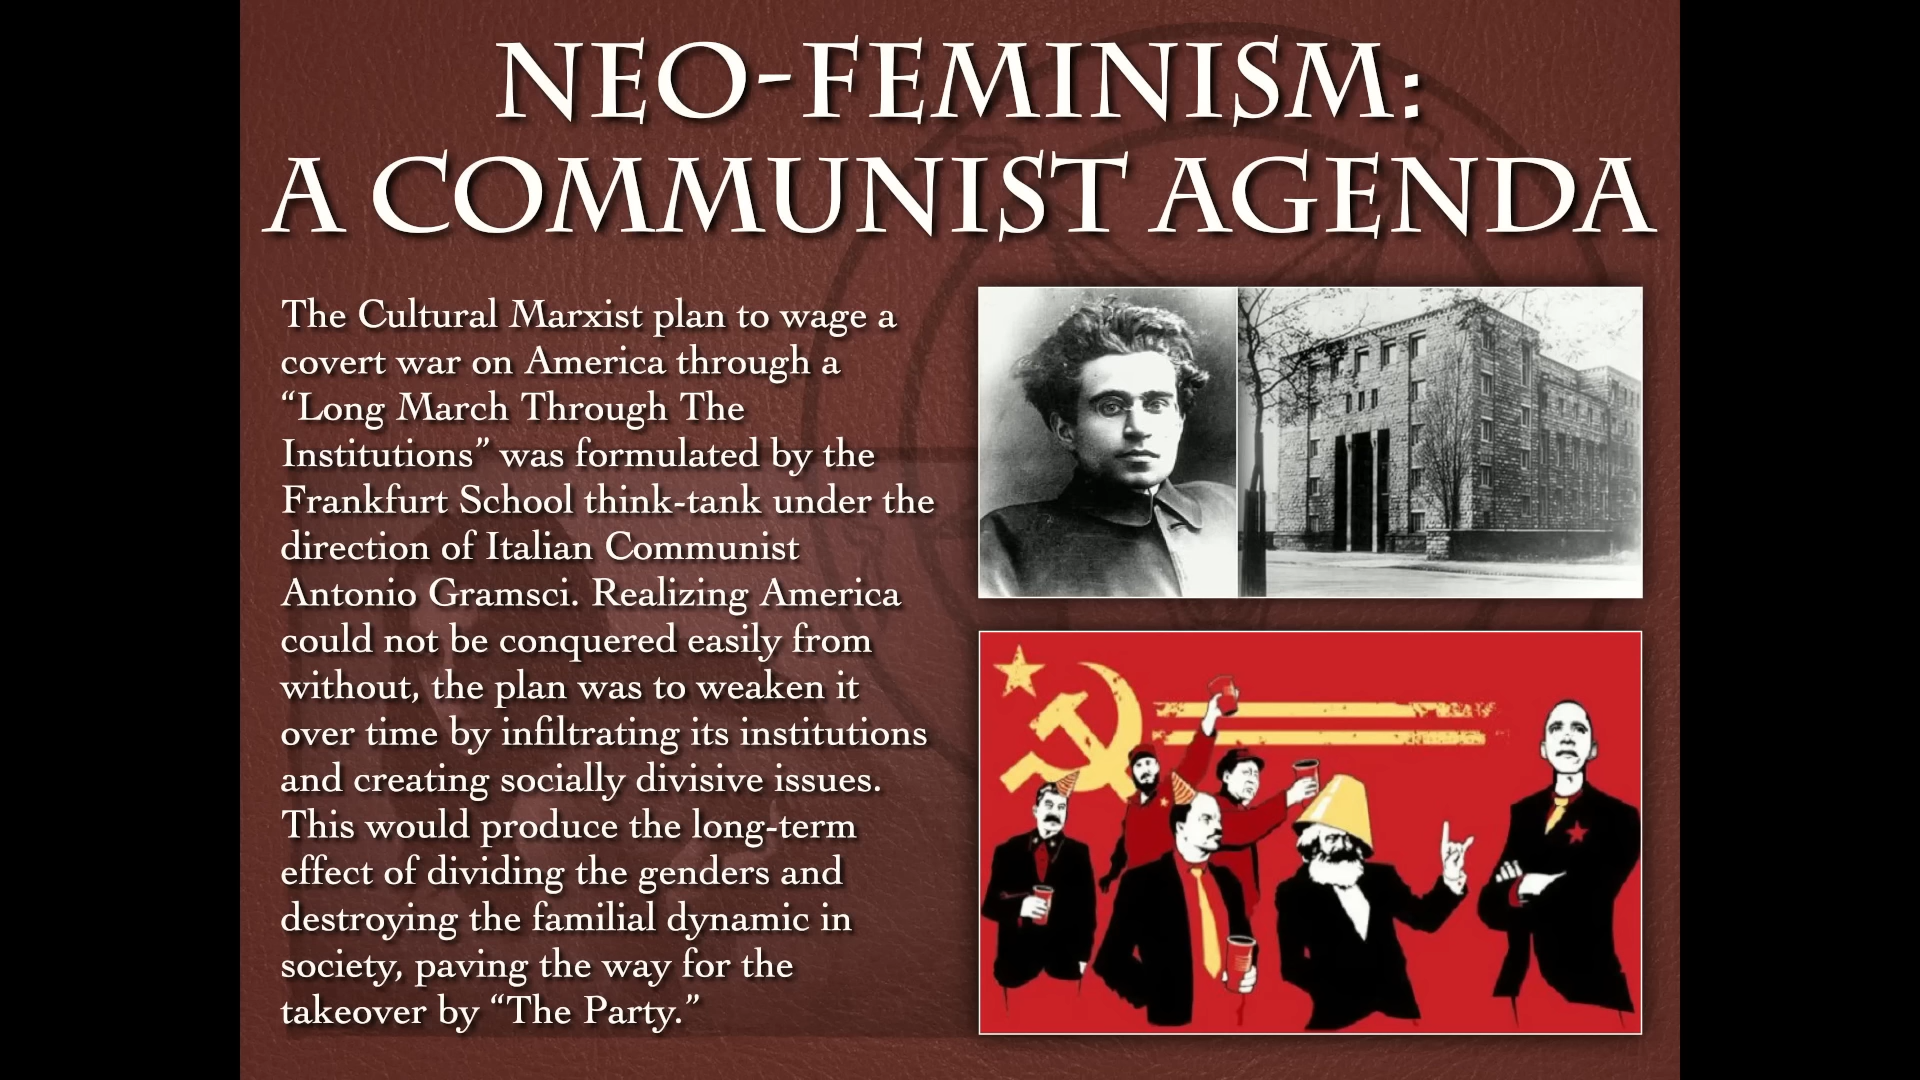 NEO-FEMINISM:
A COMMUNIST AGENDA
The Cultural Marxist plan to wage a
covert war on America through a
“Long March Through The
Institutions” was formulated by the
Frankfurt School think-tank under the
direction of Italian Communist
Antonio Gramsci. Realizing America
could not be conquered easily from
without, the plan was to weaken it
over time by infiltrating its institutions
and creating socially divisive issues.
This would produce the long-term
effect of dividing the genders and
destroying the familial dynamic in
society, paving the way for the
takeover by “The Party.”